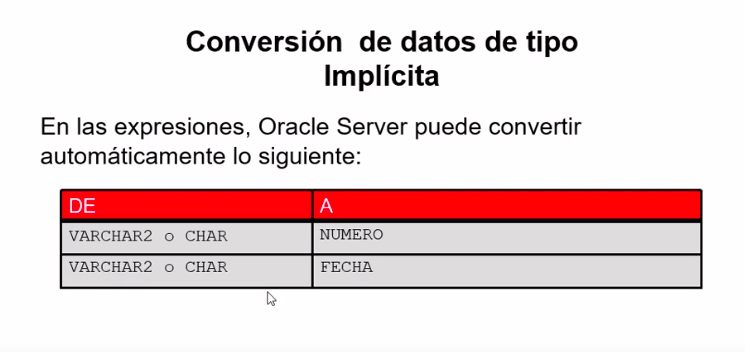 Conversión de datos de tipo
Implícita
En las expresiones, Oracle Server puede convertir
automáticamente lo siguiente:
DE A
VARCHAR2 o CHAR NUMERO
VARCHAR2 o CHAR FECHA